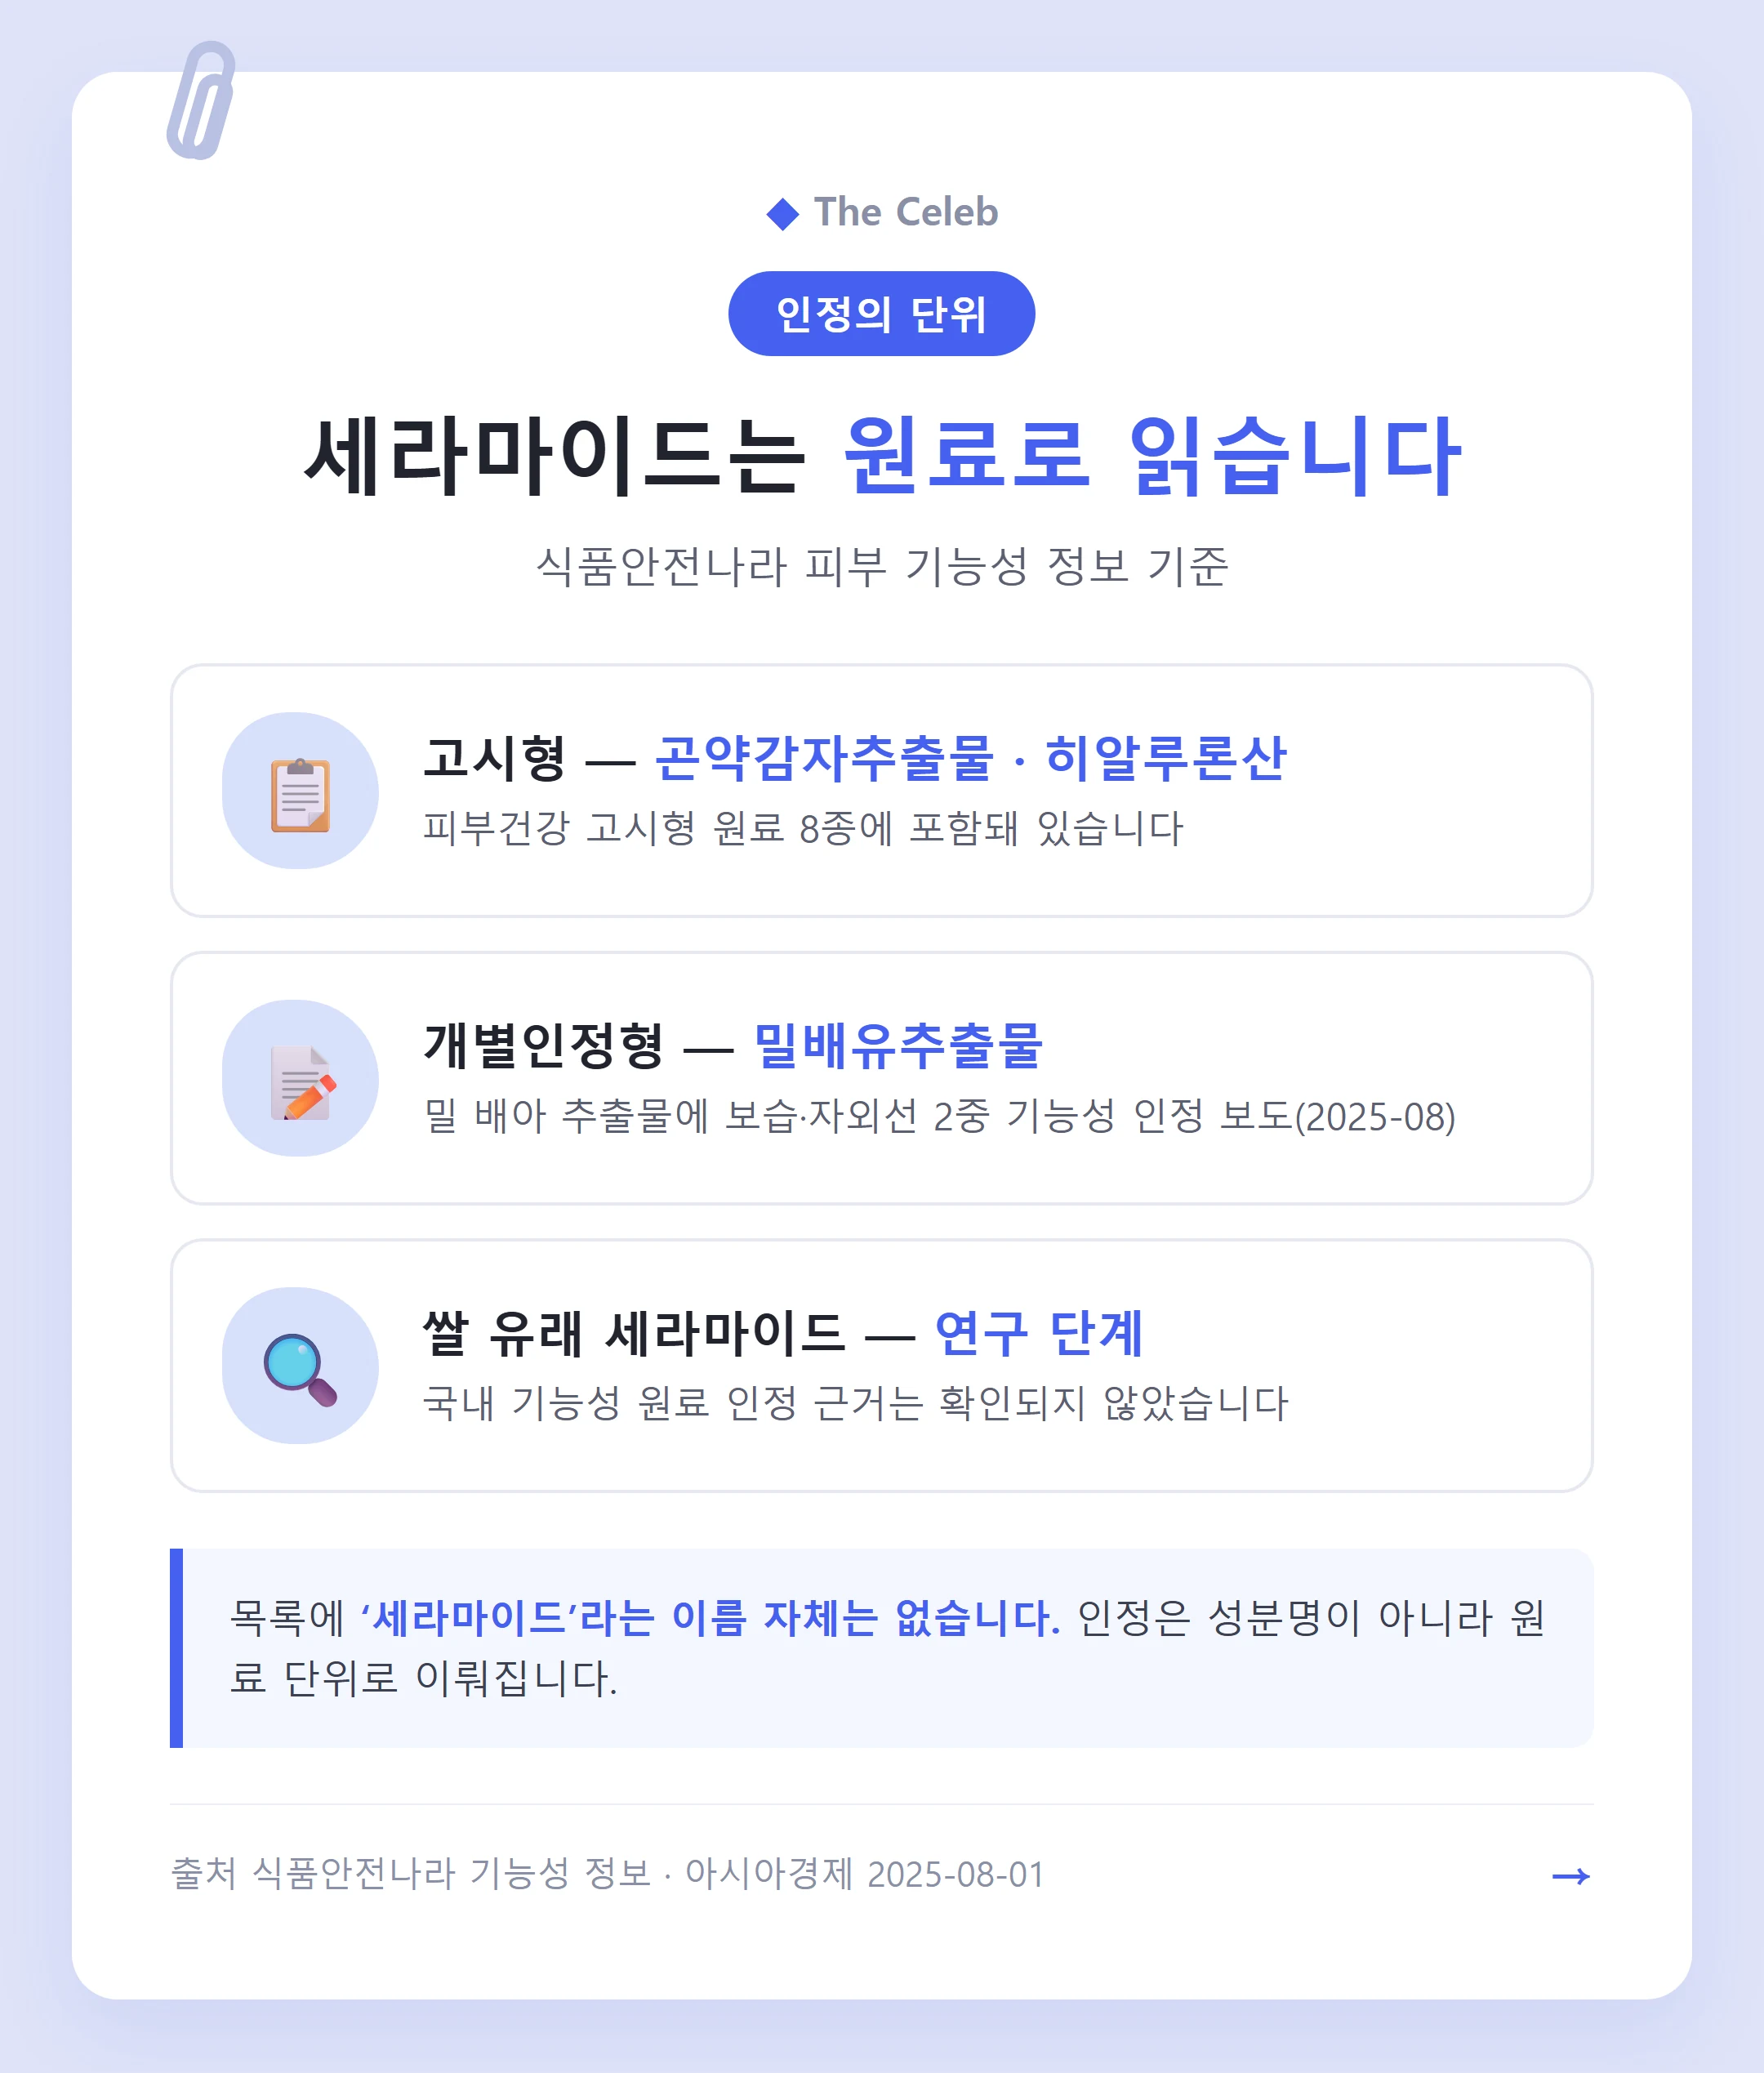 ◆ The Celeb
인정의 단위
세라마이드는 원료로 읽습니다
식품안전나라 피부 기능성 정보 기준
고시형 — 곤약감자추출물 · 히알루론산
피부건강 고시형 원료 8종에 포함돼 있습니다
개별인정형 — 밀배유추출물
밀 배아 추출물에 보습·자외선 2중 기능성 인정 보도(2025-08)
쌀 유래 세라마이드 — 연구 단계
국내 기능성 원료 인정 근거는 확인되지 않았습니다
목록에 ‘세라마이드’라는 이름 자체는 없습니다. 인정은 성분명이 아니라 원
료 단위로 이뤄집니다.
출처 식품안전나라 기능성 정보 · 아시아경제 2025-08-01 →